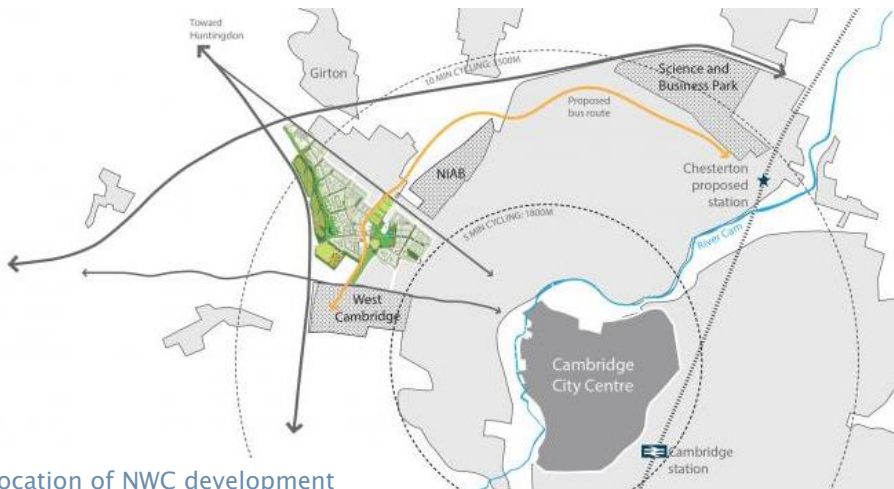 Toward
Huntingdon
Girton
10 MIN CYCLING: 3500M
Science and
Business Park
Proposed
bus route
NIAB
Chesterton
proposed
station
5 MIN CYCLING: 1800M
River Cam
West
Cambridge
Cambridge
City Centre
Cambridge
station
ocation of NWC development